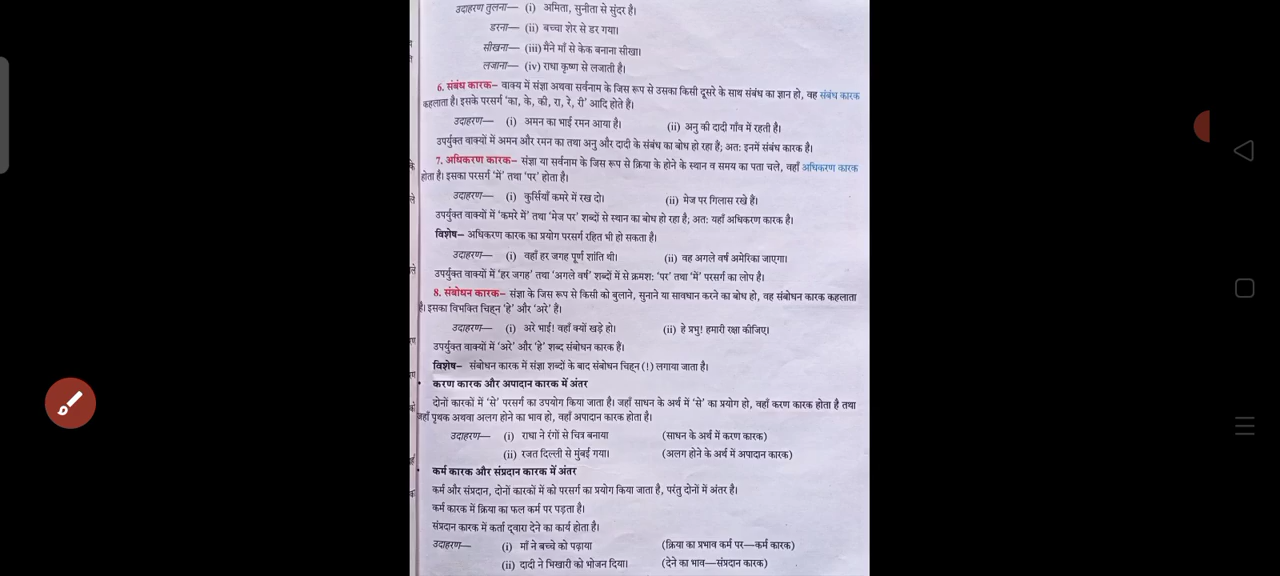 उदाहरण तुलना— (i) अमिता, सुनीता से सुंदर है।
डरना— (ii) बच्चा शेर से डर गया।
सीखना— (iii) मैंने माँ से केक बनाना सीखा।
लजाना— (iv) राधा कृष्ण से लजाती है।
6. संबंध कारक– वाक्य में संज्ञा अथवा सर्वनाम के जिस रूप से उसका किसी दूसरे के साथ संबंध का ज्ञान हो, वह संबंध कारक
कहलाता है। इसके परसर्ग 'का, के, की, रा, रे, री' आदि होते हैं।
उदाहरण— (i) अमन का भाई रमन आया है। (ii) अनु की दादी गाँव में रहती है।
उपर्युक्त वाक्यों में अमन और रमन का तथा अनु और दादी के संबंध का बोध हो रहा है; अत: इनमें संबंध कारक है।
7. अधिकरण कारक– संज्ञा या सर्वनाम के जिस रूप से क्रिया के होने के स्थान व समय का पता चले, वहाँ अधिकरण कारक
होता है। इसका परसर्ग 'में' तथा 'पर' होता है।
उदाहरण— (i) कुर्सियाँ कमरे में रख दो। (ii) मेज पर गिलास रखे हैं।
उपर्युक्त वाक्यों में 'कमरे में' तथा 'मेज पर' शब्दों से स्थान का बोध हो रहा है; अत: यहाँ अधिकरण कारक है।
विशेष– अधिकरण कारक का प्रयोग परसर्ग रहित भी हो सकता है।
उदाहरण— (i) वहाँ हर जगह पूर्ण शांति थी। (ii) वह अगले वर्ष अमेरिका जाएगा।
उपर्युक्त वाक्यों में 'हर जगह' तथा 'अगले वर्ष' शब्दों में से क्रमश: 'पर' तथा 'में' परसर्ग का लोप है।
8. संबोधन कारक– संज्ञा के जिस रूप से किसी को बुलाने, सुनाने या सावधान करने का बोध हो, वह संबोधन कारक कहलाता
है। इसका विभक्ति चिह्न 'हे' और 'अरे' हैं।
उदाहरण— (i) अरे भाई! वहाँ क्यों खड़े हो। (ii) हे प्रभु! हमारी रक्षा कीजिए।
उपर्युक्त वाक्यों में 'अरे' और 'हे' शब्द संबोधन कारक हैं।
विशेष– संबोधन कारक में संज्ञा शब्दों के बाद संबोधन चिह्न (!) लगाया जाता है।
• करण कारक और अपादान कारक में अंतर
दोनों कारकों में 'से' परसर्ग का उपयोग किया जाता है। जहाँ साधन के अर्थ में 'से' का प्रयोग हो, वहाँ करण कारक होता है तथा
जहाँ पृथक अथवा अलग होने का भाव हो, वहाँ अपादान कारक होता है।
उदाहरण— (i) राधा ने रंगों से चित्र बनाया (साधन के अर्थ में करण कारक)
(ii) रजत दिल्ली से मुंबई गया। (अलग होने के अर्थ में अपादान कारक)
• कर्म कारक और संप्रदान कारक में अंतर
कर्म और संप्रदान, दोनों कारकों में को परसर्ग का प्रयोग किया जाता है, परंतु दोनों में अंतर है।
कर्म कारक में क्रिया का फल कर्म पर पड़ता है।
संप्रदान कारक में कर्ता द्वारा देने का कार्य होता है।
उदाहरण— (i) माँ ने बच्चे को पढ़ाया (क्रिया का प्रभाव कर्म पर—कर्म कारक)
(ii) दादी ने भिखारी को भोजन दिया। (देने का भाव—संप्रदान कारक)